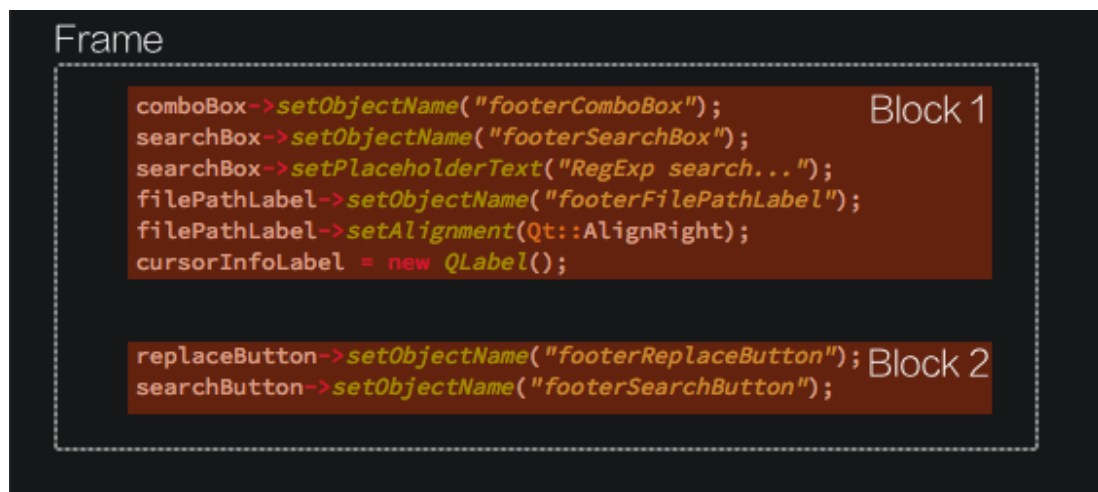 Frame
comboBox->setObjectName("footerComboBox");
Block 1
searchBox->setObjectName("footerSearchBox");
searchBox->setPlaceholderText("RegExp search...");
filePathLabel->setObjectName("footerFilePathLabel");
filePathLabel->setAlignment(Qt::AlignRight);
cursorInfoLabel = new QLabel();
replaceButton->setObjectName("footerReplaceButton");
Block 2
searchButton->setObjectName("footerSearchButton");